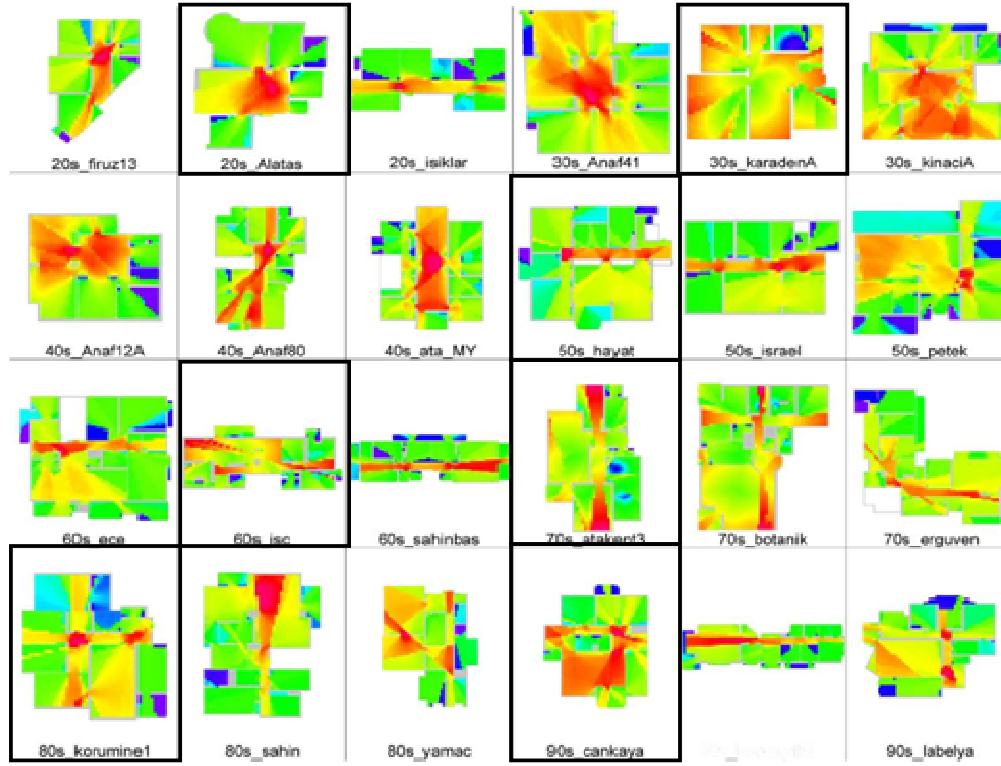 20s_firuz13 20s_Alatas 20s_isiklar 30s_Anaf41 30s_karadenA 30s_kinaciA
40s_Anaf12A 40s_Anaf80 40s_ata_MY 50s_hayat 50s_israel 50s_petek
60s_ece 60s_jsc 60s_sahinbas 70s_atakent3 70s_botanik 70s_erguven
80s_korumine1 80s_sahin 80s_yamac 90s_cankaya 90s_labelya